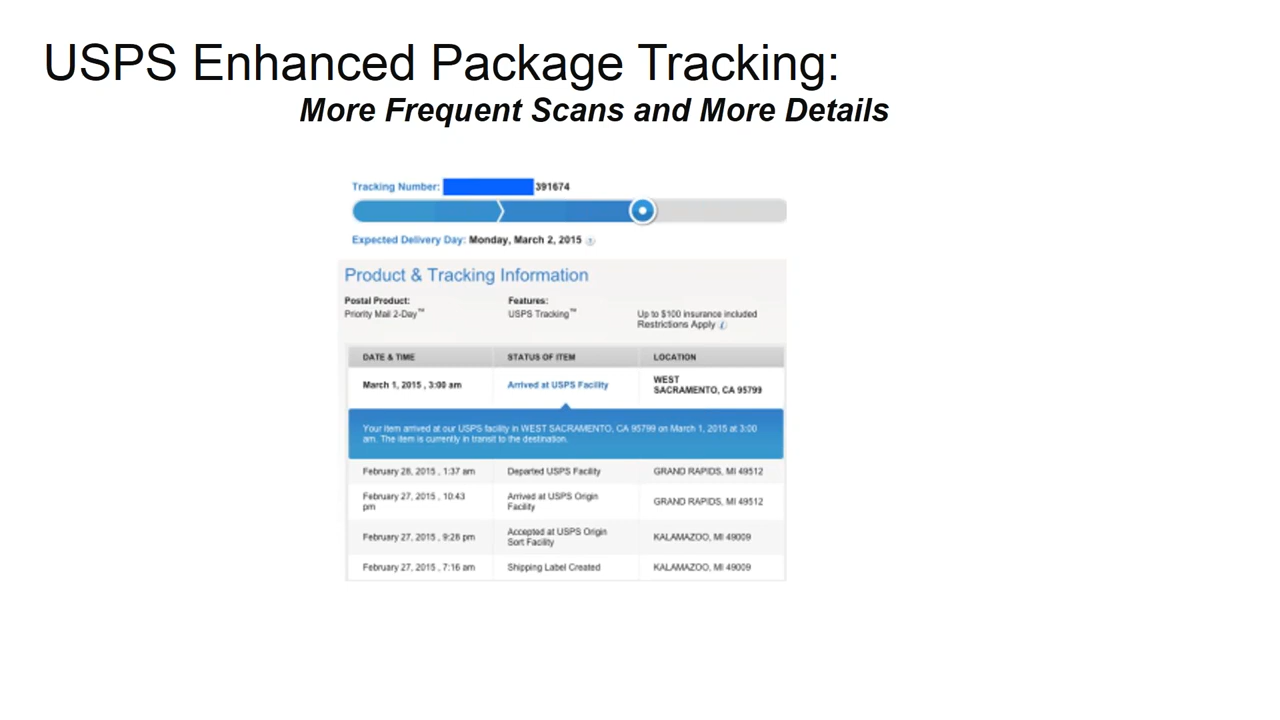 USPS Enhanced Package Tracking:
More Frequent Scans and More Details
Tracking Number: 391674
Expected Delivery Day: Monday, March 2, 2015
Product & Tracking Information
Postal Product:
Priority Mail 2-Day™
Features:
USPS Tracking™
Up to $100 insurance included
Restrictions Apply
DATE & TIME STATUS OF ITEM LOCATION
March 1, 2015 , 3:00 am Arrived at USPS Facility WEST
SACRAMENTO, CA 95799
Your item arrived at our USPS facility in WEST SACRAMENTO, CA 95799 on March 1, 2015 at 3:00
am. The item is currently in transit to the destination.
February 28, 2015 , 1:37 am Departed USPS Facility GRAND RAPIDS, MI 49512
February 27, 2015 , 10:43
pm
Arrived at USPS Origin
Facility
GRAND RAPIDS, MI 49512
February 27, 2015 , 9:28 pm
Accepted at USPS Origin
Sort Facility
KALAMAZOO, MI 49009
February 27, 2015 , 7:16 am Shipping Label Created KALAMAZOO, MI 49009